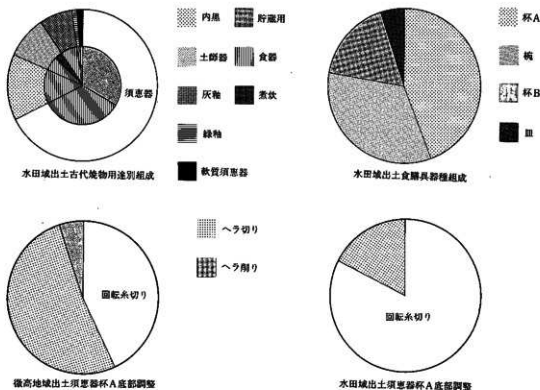 内黒
貯蔵用
土師器
食器
灰釉
煮炊
緑釉
軟質須恵器
須恵器
水田域出土古代焼物用途別組成
杯A
椀
杯B
皿
水田域出土食膳具器種組成
ヘラ切り
ヘラ削り
回転糸切り
微高地域出土須恵器杯A底部調整
回転糸切り
水田域出土須恵器杯A底部調整